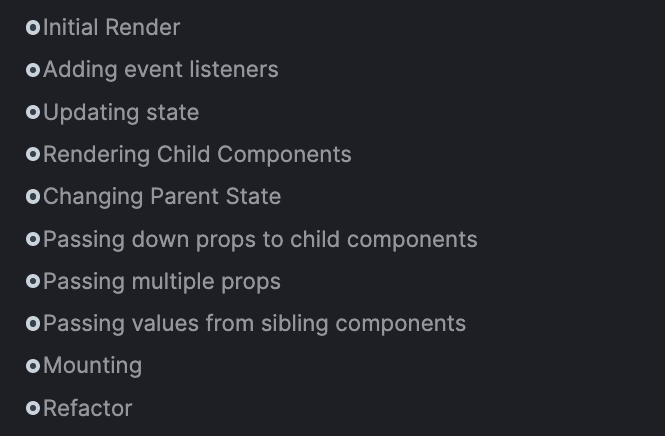 Initial Render
Adding event listeners
Updating state
Rendering Child Components
Changing Parent State
Passing down props to child components
Passing multiple props
Passing values from sibling components
Mounting
Refactor